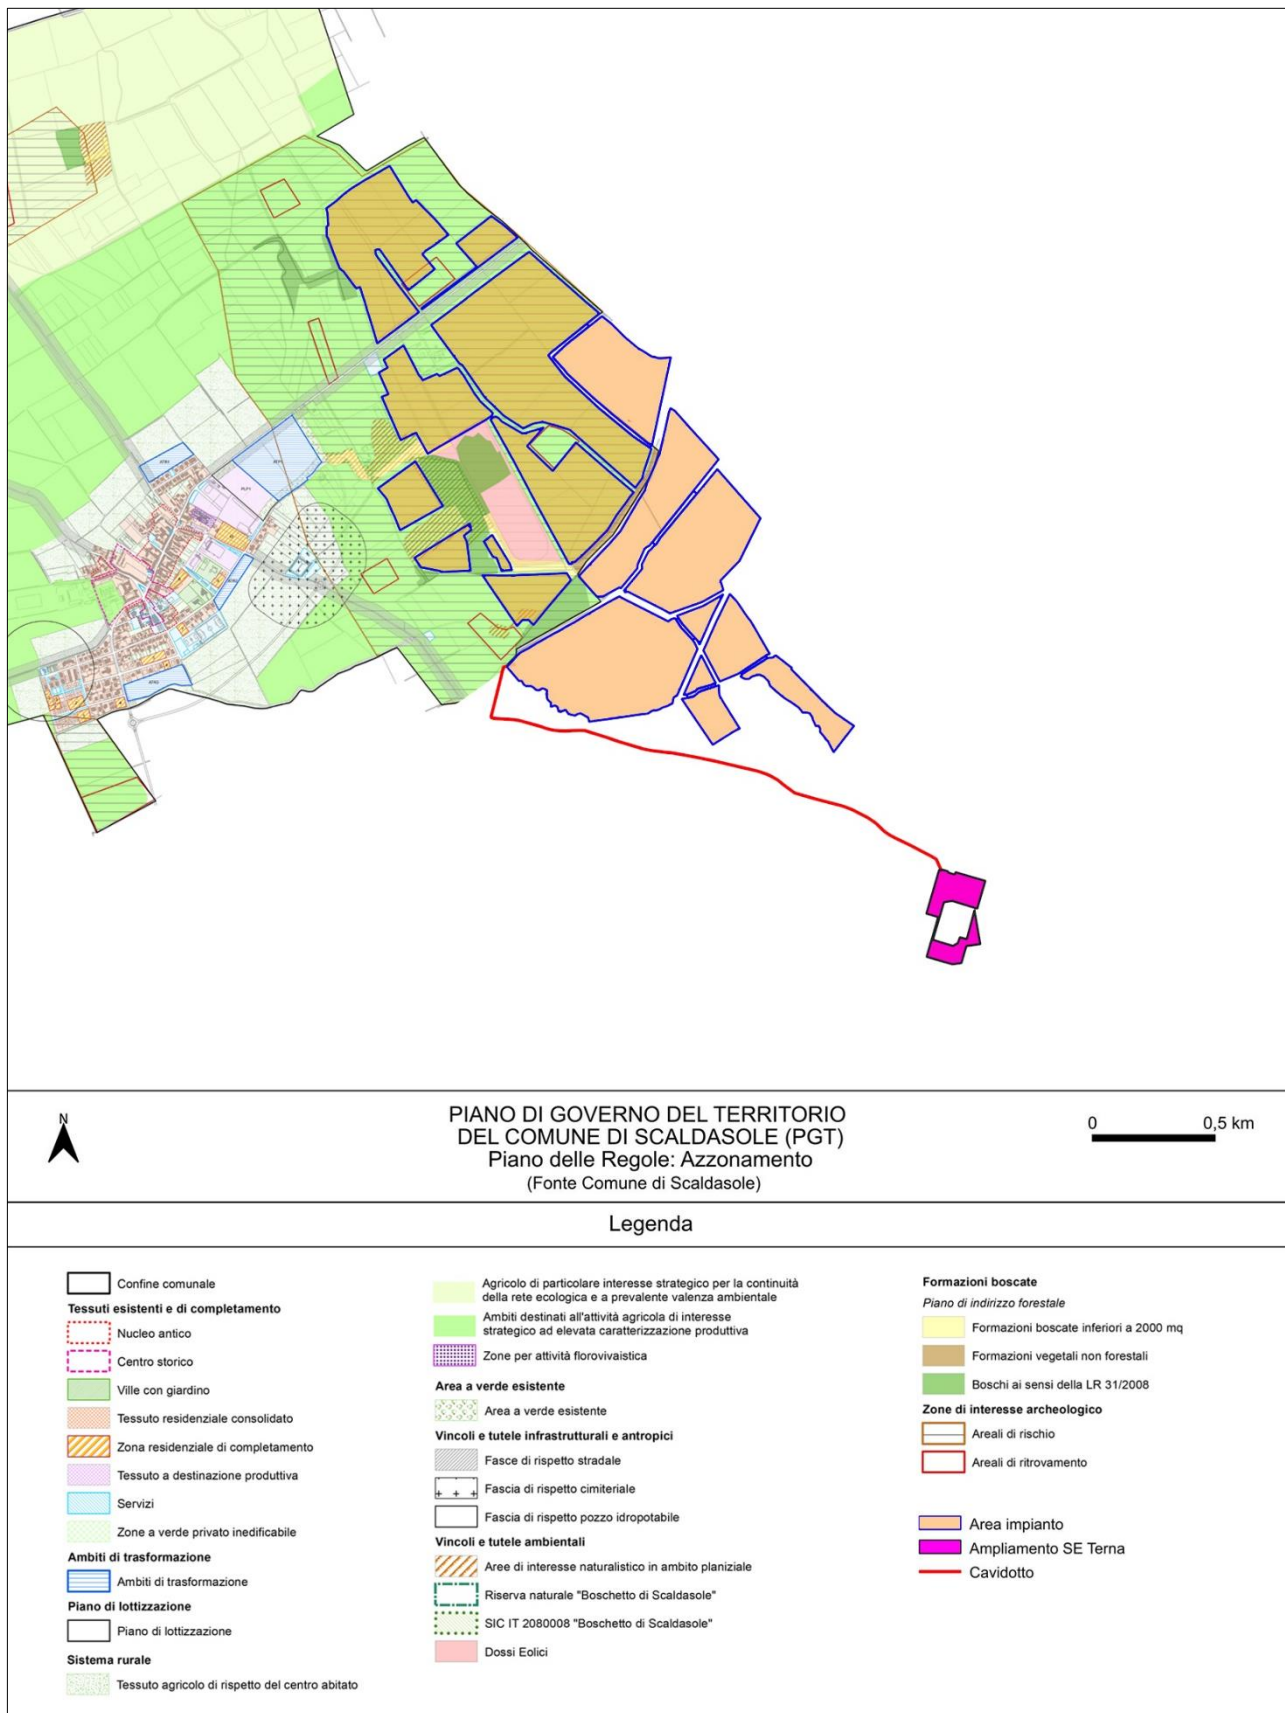 N
PIANO DI GOVERNO DEL TERRITORIO
DEL COMUNE DI SCALDASOLE (PGT)
Piano delle Regole: Azzonamento
(Fonte Comune di Scaldasole)
0 0,5 km
Legenda
Confine comunale
Tessuti esistenti e di completamento
Nucleo antico
Centro storico
Ville con giardino
Tessuto residenziale consolidato
Zona residenziale di completamento
Tessuto a destinazione produttiva
Servizi
Zone a verde privato inedificabile
Ambiti di trasformazione
Ambiti di trasformazione
Piano di lottizzazione
Piano di lottizzazione
Sistema rurale
Tessuto agricolo di rispetto del centro abitato
Agricolo di particolare interesse strategico per la continuità
della rete ecologica e a prevalente valenza ambientale
Ambiti destinati all'attività agricola di interesse
strategico ad elevata caratterizzazione produttiva
Zone per attività florovivaistica
Area a verde esistente
Area a verde esistente
Vincoli e tutele infrastrutturali e antropici
Fasce di rispetto stradale
Fascia di rispetto cimiteriale
Fascia di rispetto pozzo idropotabile
Vincoli e tutele ambientali
Aree di interesse naturalistico in ambito planiziale
Riserva naturale "Boschetto di Scaldasole"
SIC IT 2080008 "Boschetto di Scaldasole"
Dossi Eolici
Formazioni boscate
Piano di indirizzo forestale
Formazioni boscate inferiori a 2000 mq
Formazioni vegetali non forestali
Boschi ai sensi della LR 31/2008
Zone di interesse archeologico
Areali di rischio
Areali di ritrovamento
Area impianto
Ampliamento SE Terna
Cavidotto